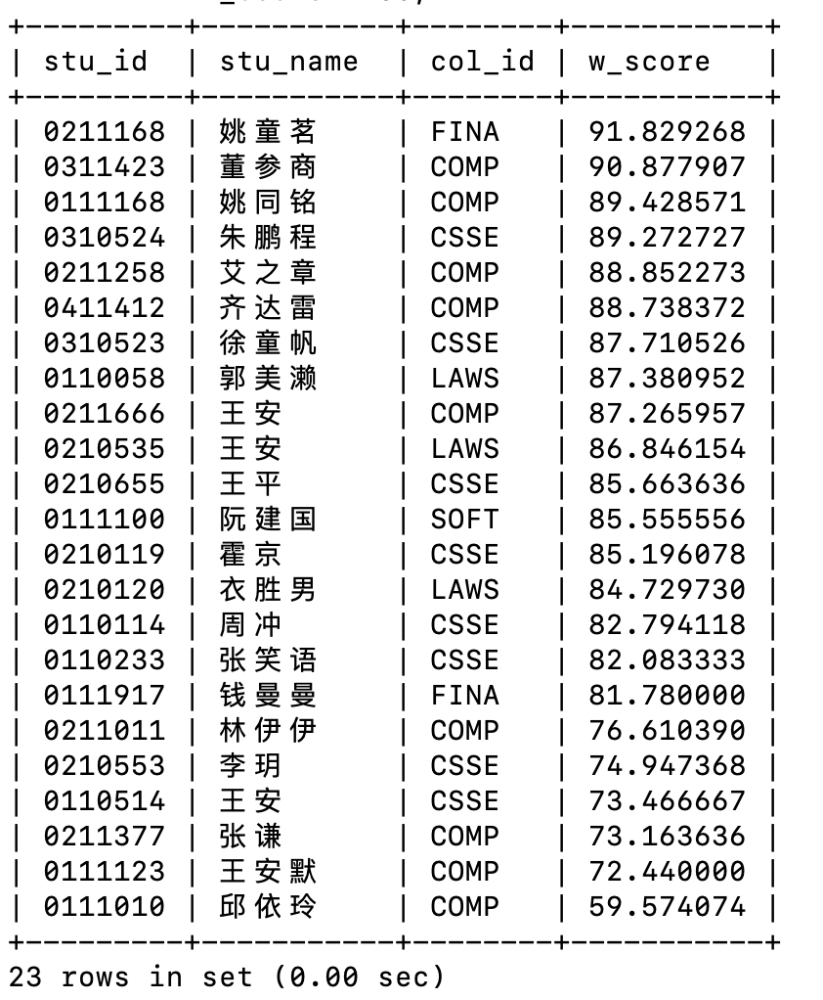 +---------+-----------+--------+-----------+
| stu_id | stu_name | col_id | w_score |
+---------+-----------+--------+-----------+
| 0211168 | 姚童茗 | FINA | 91.829268 |
| 0311423 | 董参商 | COMP | 90.877907 |
| 0111168 | 姚同铭 | COMP | 89.428571 |
| 0310524 | 朱鹏程 | CSSE | 89.272727 |
| 0211258 | 艾之章 | COMP | 88.852273 |
| 0411412 | 齐达雷 | COMP | 88.738372 |
| 0310523 | 徐童帆 | CSSE | 87.710526 |
| 0110058 | 郭美濑 | LAWS | 87.380952 |
| 0211666 | 王安 | COMP | 87.265957 |
| 0210535 | 王安 | LAWS | 86.846154 |
| 0210655 | 王平 | CSSE | 85.663636 |
| 0111100 | 阮建国 | SOFT | 85.555556 |
| 0210119 | 霍京 | CSSE | 85.196078 |
| 0210120 | 衣胜男 | LAWS | 84.729730 |
| 0110114 | 周冲 | CSSE | 82.794118 |
| 0110233 | 张笑语 | CSSE | 82.083333 |
| 0111917 | 钱曼曼 | FINA | 81.780000 |
| 0211011 | 林伊伊 | COMP | 76.610390 |
| 0210553 | 李玥 | CSSE | 74.947368 |
| 0110514 | 王安 | CSSE | 73.466667 |
| 0211377 | 张谦 | COMP | 73.163636 |
| 0111123 | 王安默 | COMP | 72.440000 |
| 0111010 | 邱依玲 | COMP | 59.574074 |
+---------+-----------+--------+-----------+
23 rows in set (0.00 sec)